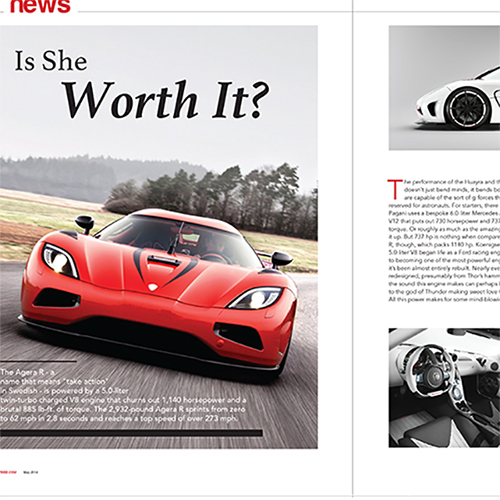 news
Is She
Worth It?
The Agera R - a
name that means "take action"
in Swedish - is powered by a 5.0-liter
twin-turbo charged V8 engine that churns out 1,140 horsepower and a
brutal 885 lb-ft. of torque. The 2,932-pound Agera R sprints from zero
to 62 mph in 2.8 seconds and reaches a top speed of over 273 mph.
The performance of the Huayra and th
doesn't just bend minds, it bends bo
are capable of the sort of g forces th
reserved for astronauts. For starters, there
Pagani uses a bespoke 6.0-liter Mercedes
V12 that puts out 730 horsepower and 737
torque. Or roughly as much as the amazing
it up. But 737 hp is nothing when compare
R, though, which packs 1180 hp. Koenigse
5.0-liter V8 began life as a Ford racing eng
to becoming one of the most powerful eng
it's been almost entirely rebuilt. Nearly eve
redesigned, presumably from Thor's hamm
the sound this engine makes can perhaps b
to the god of Thunder making sweet love t
All this power makes for some mind-blow